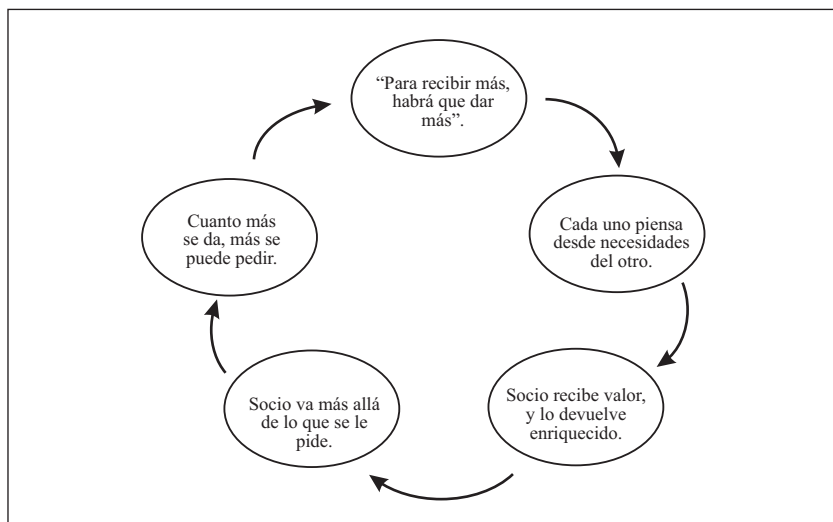 “Para recibir más,
habrá que dar
más”.
Cada uno piensa
desde necesidades
del otro.
Socio recibe valor,
y lo devuelve
enriquecido.
Socio va más allá
de lo que se le
pide.
Cuanto más
se da, más se
puede pedir.